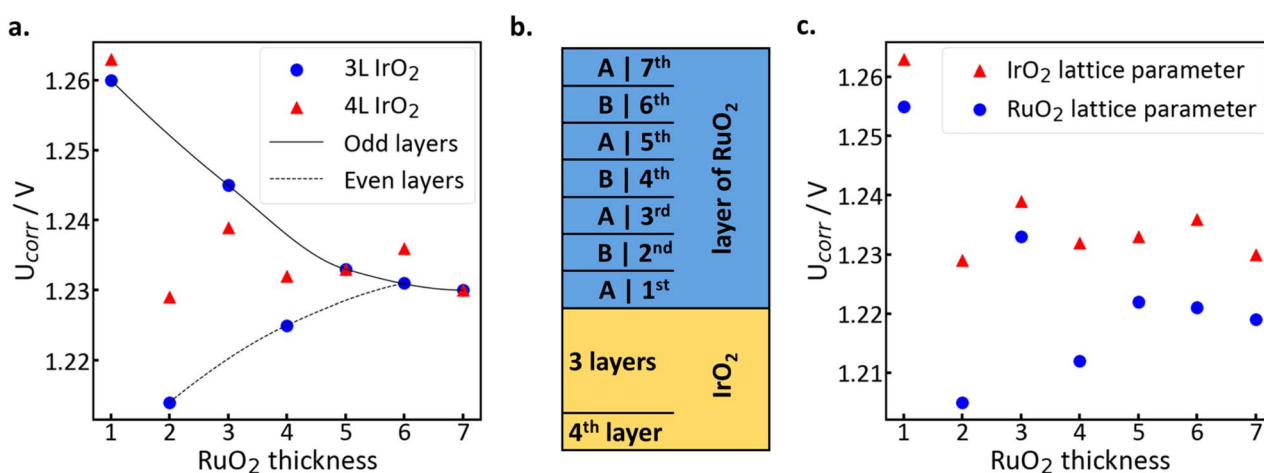 a.
U_corr / V
1.26
1.25
1.24
1.23
1.22
3L IrO₂
4L IrO₂
Odd layers
Even layers
1 2 3 4 5 6 7
RuO₂ thickness
b.
A | 7ᵗʰ
B | 6ᵗʰ
A | 5ᵗʰ
B | 4ᵗʰ
A | 3ʳᵈ
B | 2ⁿᵈ
A | 1ˢᵗ
layer of RuO₂
3 layers
4ᵗʰ layer
IrO₂
c.
U_corr / V
1.26
1.25
1.24
1.23
1.22
1.21
IrO₂ lattice parameter
RuO₂ lattice parameter
1 2 3 4 5 6 7
RuO₂ thickness